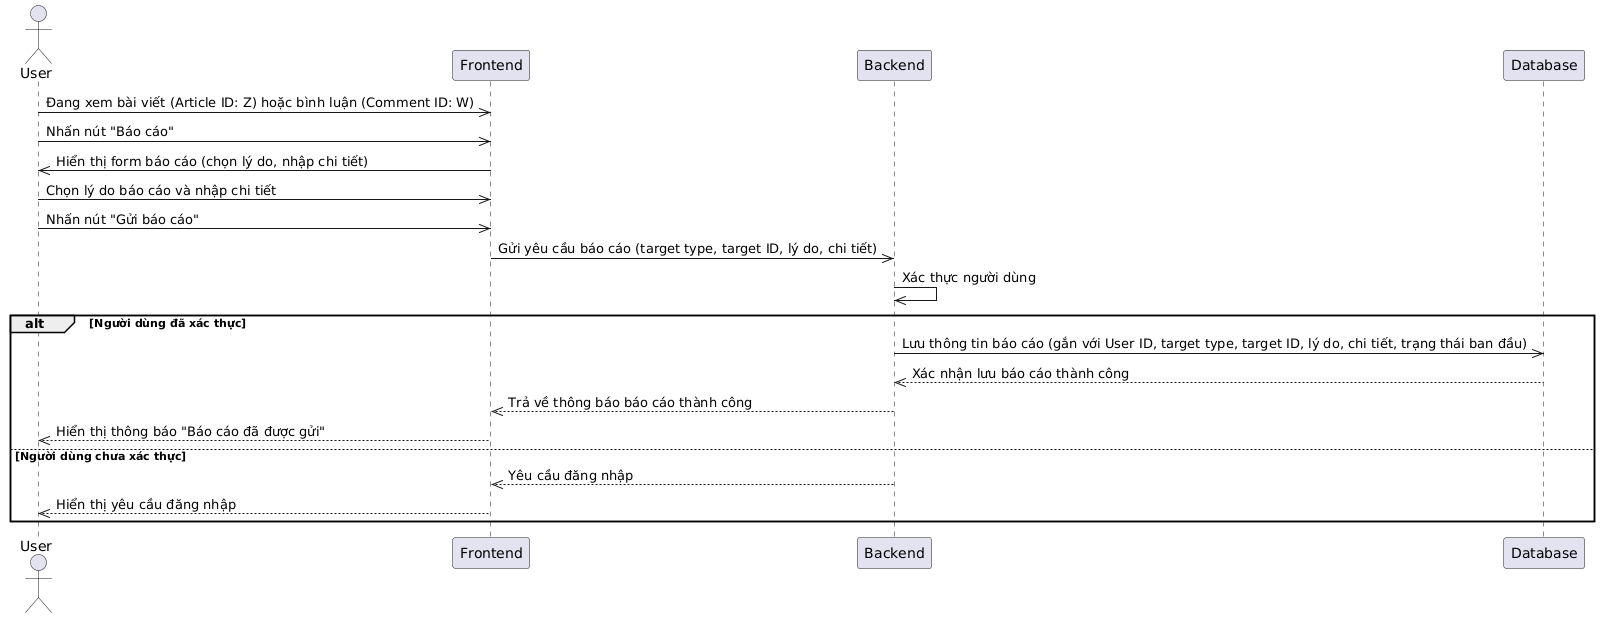 User
Frontend
Backend
Database
Đang xem bài viết (Article ID: Z) hoặc bình luận (Comment ID: W)
Nhấn nút "Báo cáo"
Hiển thị form báo cáo (chọn lý do, nhập chi tiết)
Chọn lý do báo cáo và nhập chi tiết
Nhấn nút "Gửi báo cáo"
Gửi yêu cầu báo cáo (target type, target ID, lý do, chi tiết)
Xác thực người dùng
alt [Người dùng đã xác thực]
Lưu thông tin báo cáo (gắn với User ID, target type, target ID, lý do, chi tiết, trạng thái ban đầu)
Xác nhận lưu báo cáo thành công
Trả về thông báo báo cáo thành công
Hiển thị thông báo "Báo cáo đã được gửi"
[Người dùng chưa xác thực]
Yêu cầu đăng nhập
Hiển thị yêu cầu đăng nhập
User
Frontend
Backend
Database